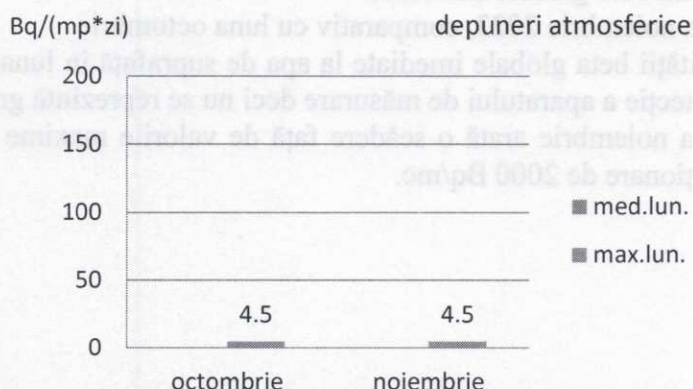 Bq/(mp*zi) depuneri atmosferice
200
150
100
50
0
4.5 4.5
octombrie noiembrie
med.lun.
max.lun.